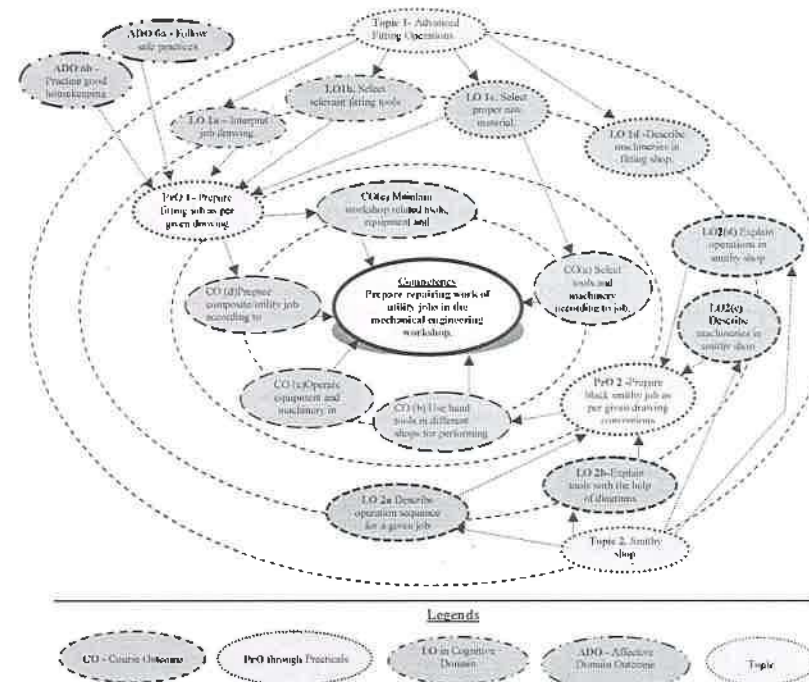 Topic 1- Advanced
Fitting Operations
ADO 6a - Follow
safe practices
ADO 6b -
Practice good
housekeeping
LO1b. Select
relevant fitting tools
LO 1a – Interpret
job drawing
LO 1c. Select
proper raw
material.
LO 1d -Describe
machineries in
fitting shop.
PrO 1- Prepare
fitting job as per
given drawing
CO(e) Maintain
workshop related tools,
equipment and
LO2(d) Explain
operations in
smithy shop
CO (d)Prepare
composite/utility job
according to
Competency
Prepare repairing work of
utility jobs in the
mechanical engineering
workshop.
CO(a) Select
tools and
machinery
according to job.
LO2(c)
Describe
machineries in
smithy shop
CO (c)Operate
equipment and
machinery in
CO (b) Use hand
tools in different
shops for performing
PrO 2 -Prepare
black smithy job as
per given drawing
LO 2b-Explain
tools with the help
of diagrams
LO 2a-Describe
operation sequence
for a given job
Topic 2. Smithy
shop
Legends
CO - Course Outcome
PrO through Practicals
LO in Cognitive
Domain
ADO - Affective
Domain Outcome
Topic